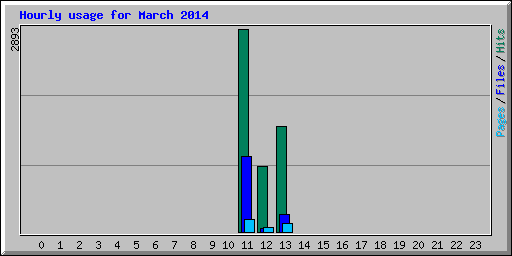 Hourly usage for March 2014
2893
Pages/Files/Hits
0 1 2 3 4 5 6 7 8 9 10 11 12 13 14 15 16 17 18 19 20 21 22 23